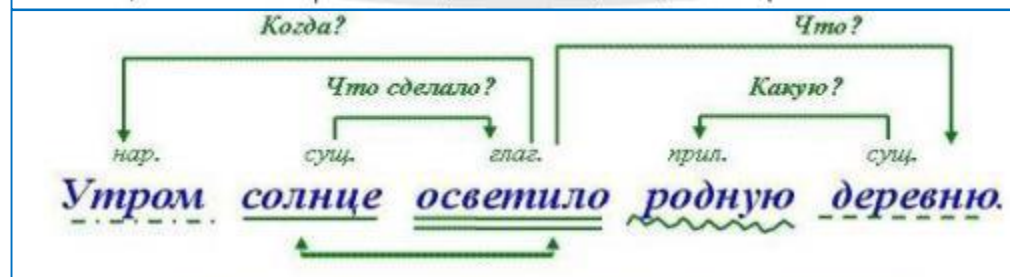 Когда? Что?
Что сделало? Какую?
нар. сущ. глаг. прил. сущ.
Утром солнце осветило родную деревню.